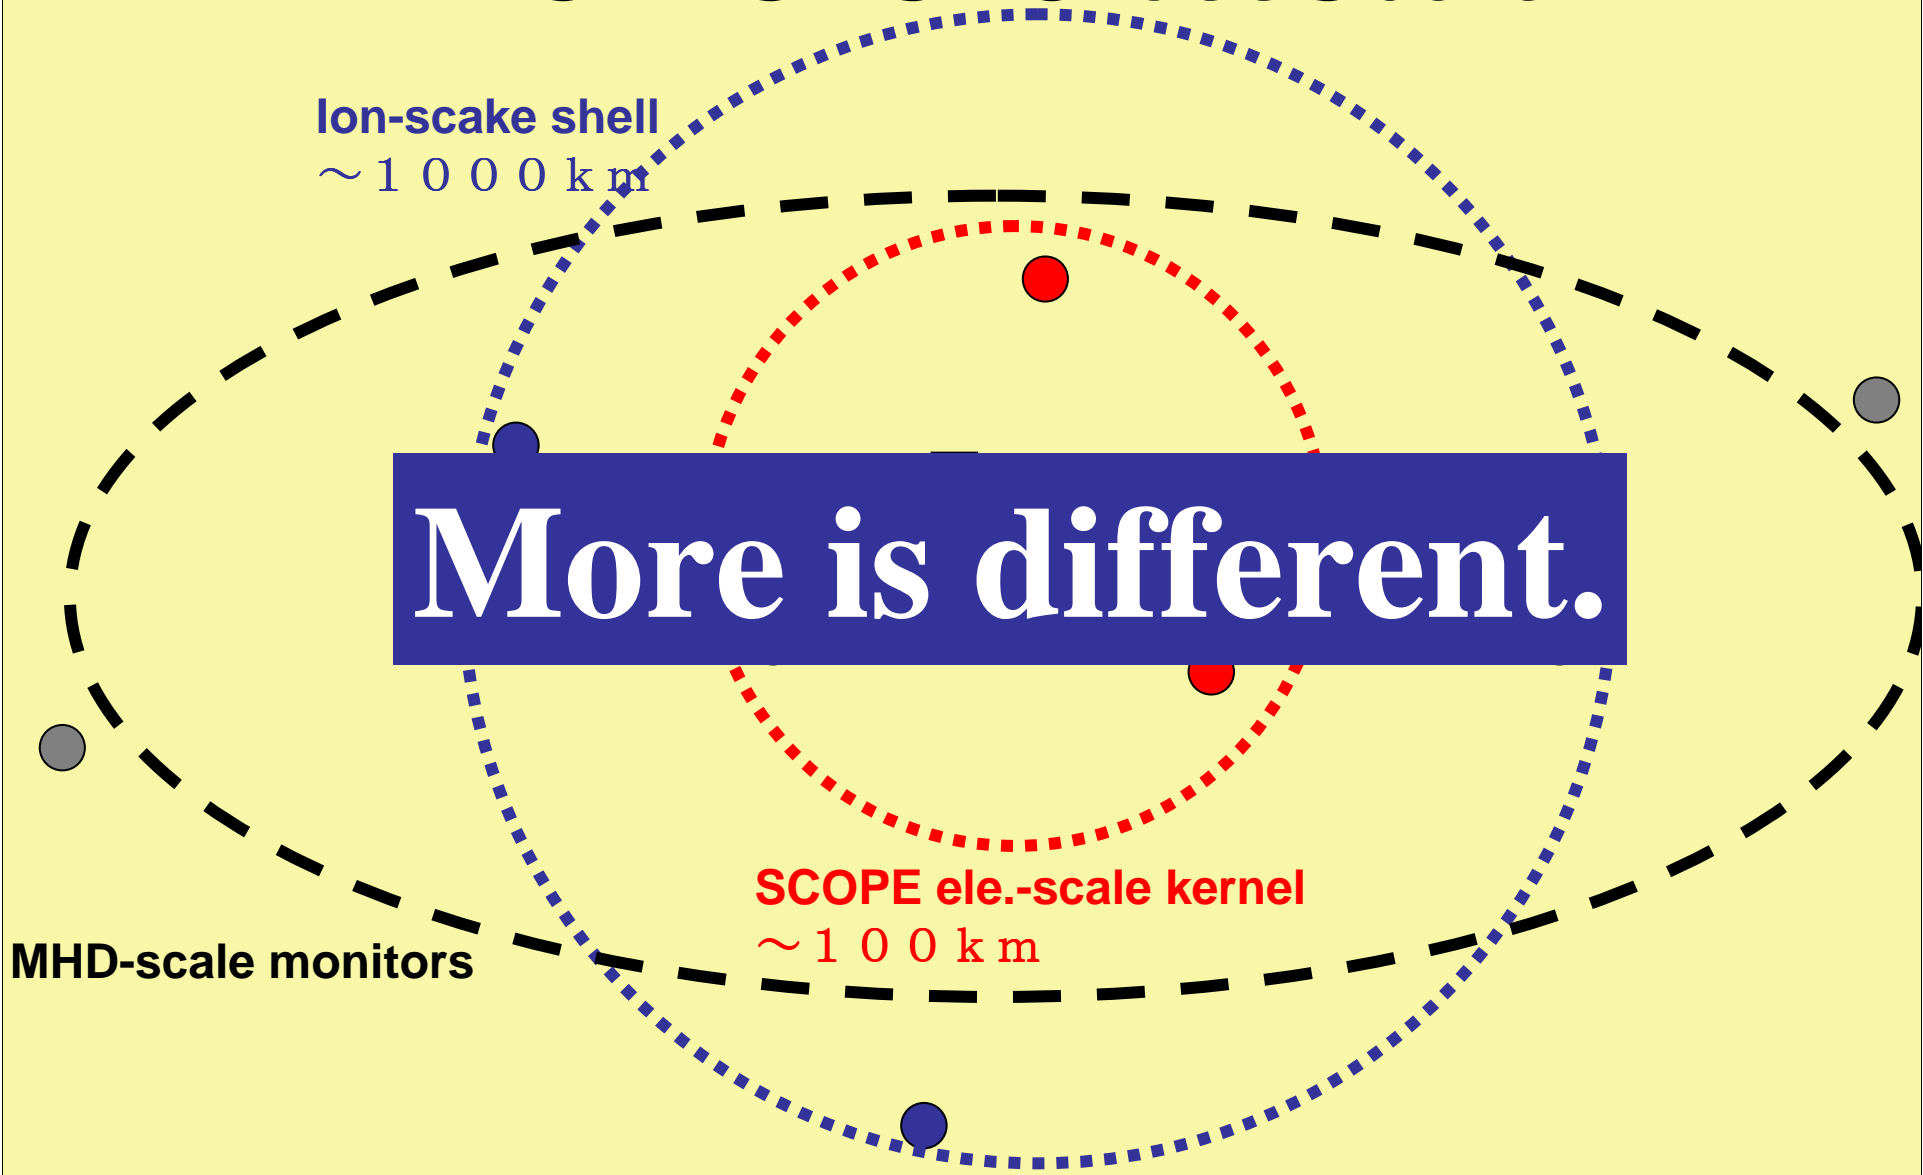 Ion-scake shell
～１０００ｋｍ
More is different.
SCOPE ele.-scale kernel
～１００ｋｍ
MHD-scale monitors